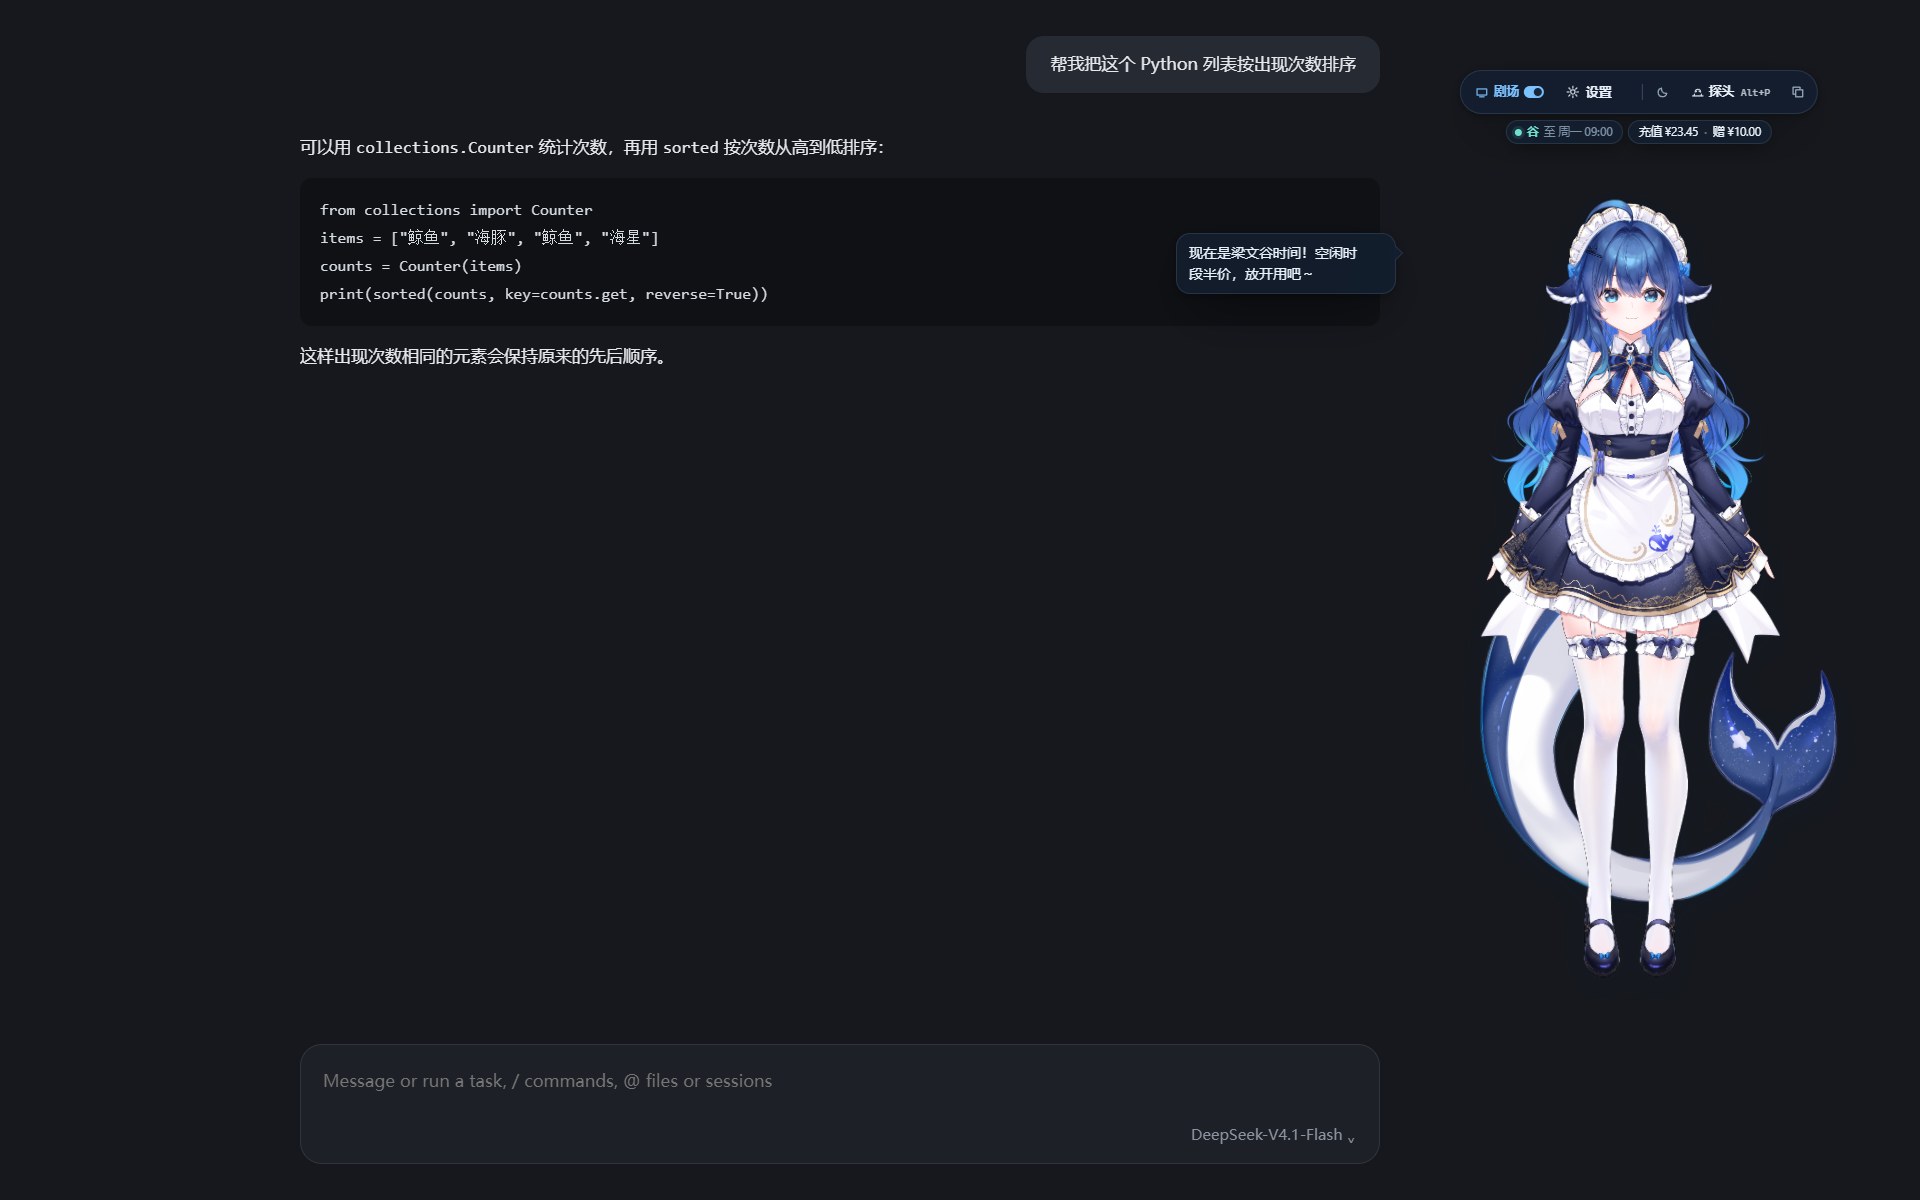 帮我把这个 Python 列表按出现次数排序
剧场 设置 探头 Alt+P
谷 至 周一 09:00 充值 ¥23.45 · 赠 ¥10.00
可以用 collections.Counter 统计次数，再用 sorted 按次数从高到低排序：
from collections import Counter
items = ["鲸鱼", "海豚", "鲸鱼", "海星"]
counts = Counter(items)
print(sorted(counts, key=counts.get, reverse=True))
现在是梁文谷时间！空闲时
段半价，放开用吧～
这样出现次数相同的元素会保持原来的先后顺序。
Message or run a task, / commands, @ files or sessions
DeepSeek-V4.1-Flash